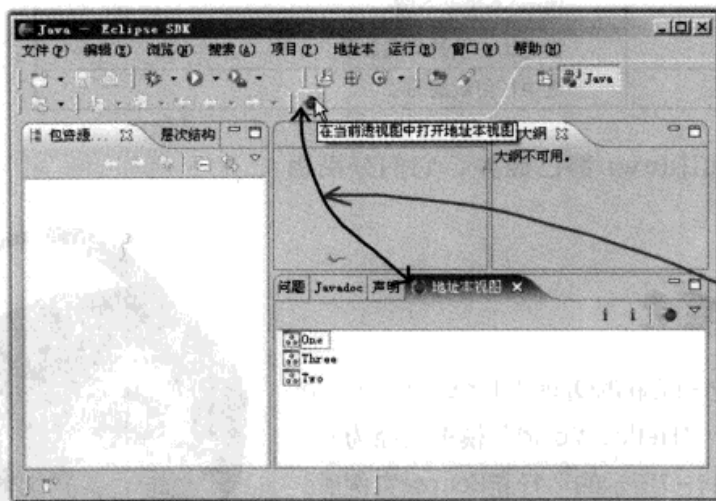 Java - Eclipse SDK
文件(F) 编辑(E) 浏览(N) 搜索(A) 项目(P) 地址本 运行(R) 窗口(W) 帮助(H)
Java
包资源... 层次结构
在当前透视图中打开地址本视图
大纲
大纲不可用。
问题 Javadoc 声明 地址本视图
One
Three
Two